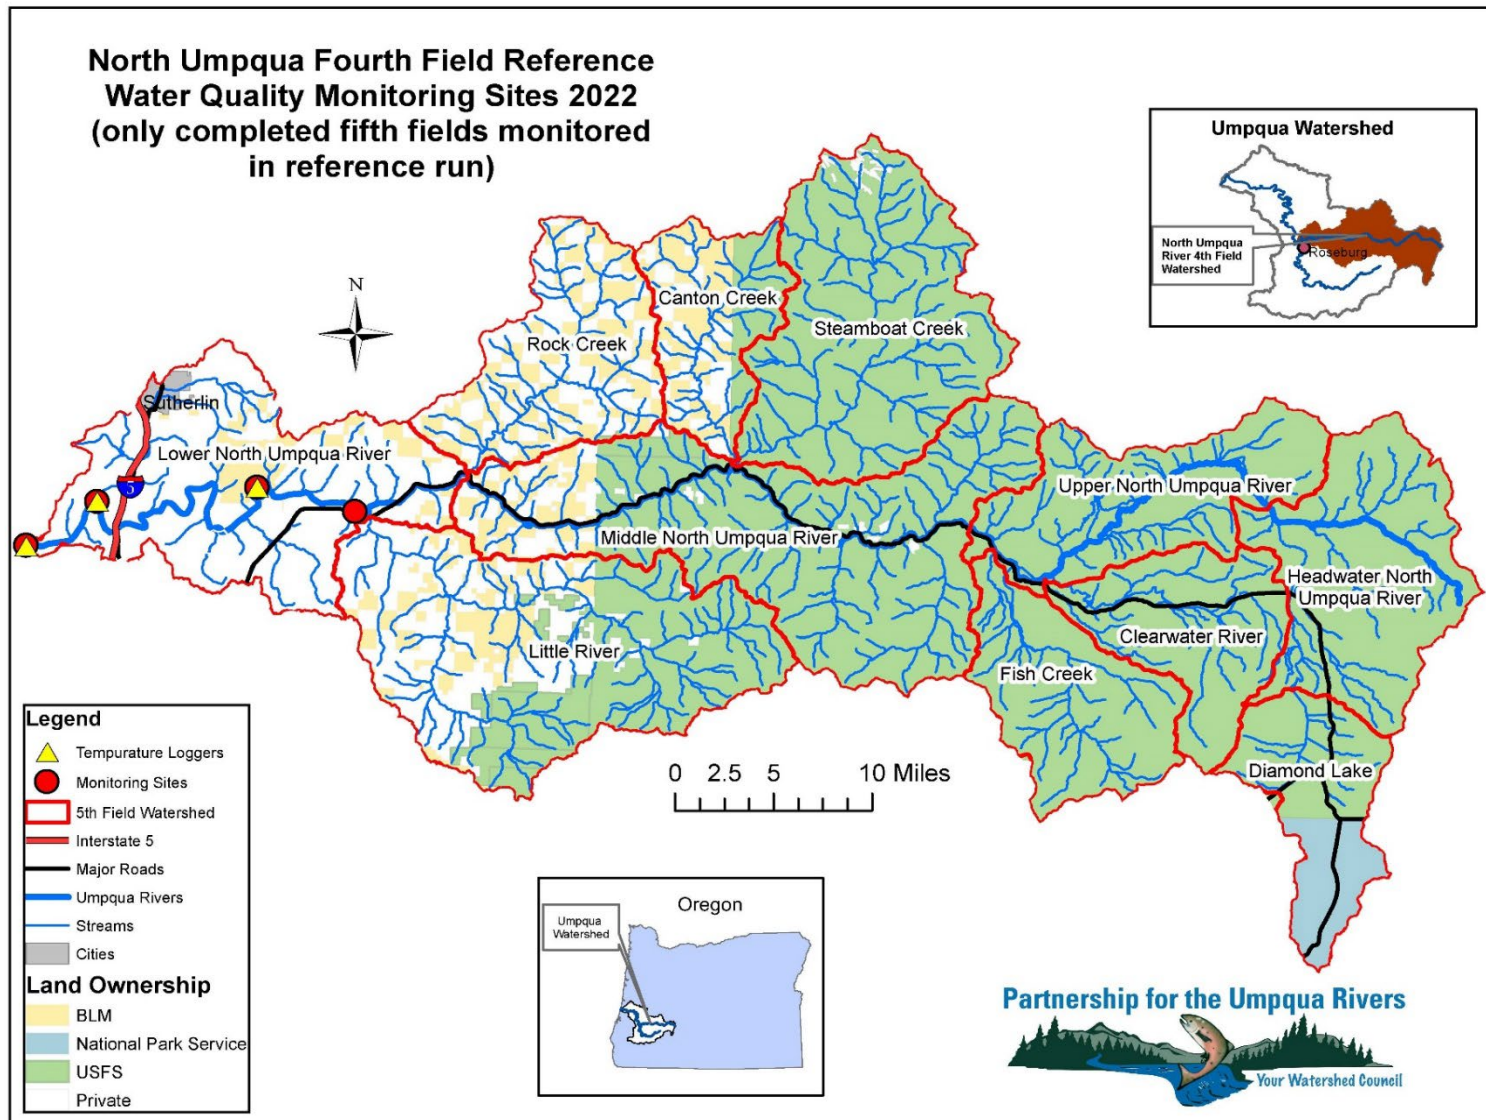 North Umpqua Fourth Field Reference
Water Quality Monitoring Sites 2022
(only completed fifth fields monitored
in reference run)
Umpqua Watershed
North Umpqua
River 4th Field
Watershed
Roseburg
N
Canton Creek
Rock Creek
Steamboat Creek
Sutherlin
Lower North Umpqua River
5
Upper North Umpqua River
Middle North Umpqua River
Headwater North
Umpqua River
Clearwater River
Little River
Fish Creek
Diamond Lake
Legend
Tempurature Loggers
Monitoring Sites
5th Field Watershed
Interstate 5
Major Roads
Umpqua Rivers
Streams
Cities
Land Ownership
BLM
National Park Service
USFS
Private
0 2.5 5 10 Miles
Oregon
Umpqua
Watershed
Partnership for the Umpqua Rivers
Your Watershed Council